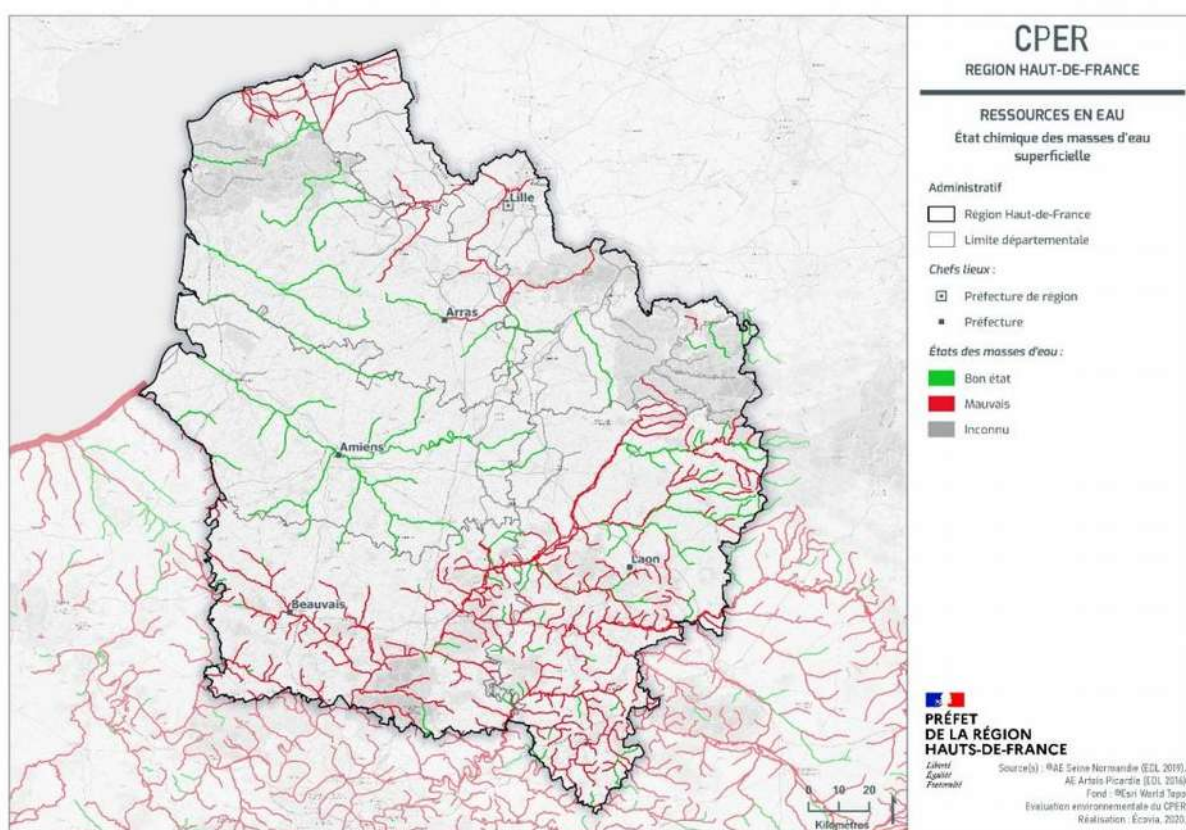 CPER
REGION HAUT-DE-FRANCE
RESSOURCES EN EAU
État chimique des masses d'eau
superficielle
Administratif
Région Haut-de-France
Limite départementale
Chefs lieux :
Préfecture de région
Préfecture
États des masses d'eau :
Bon état
Mauvais
Inconnu
Lille
Arras
Amiens
Laon
Beauvais
0 10 20
Kilomètres
PRÉFET
DE LA RÉGION
HAUTS-DE-FRANCE
Liberté
Égalité
Fraternité
Source(s) : ©AE Seine Normandie (EDL 2019),
AE Artois Picardie (EDL 2016)
Fond : ©Esri World Topo
Evaluation environnementale du CPER
Réalisation : Écovia, 2020.